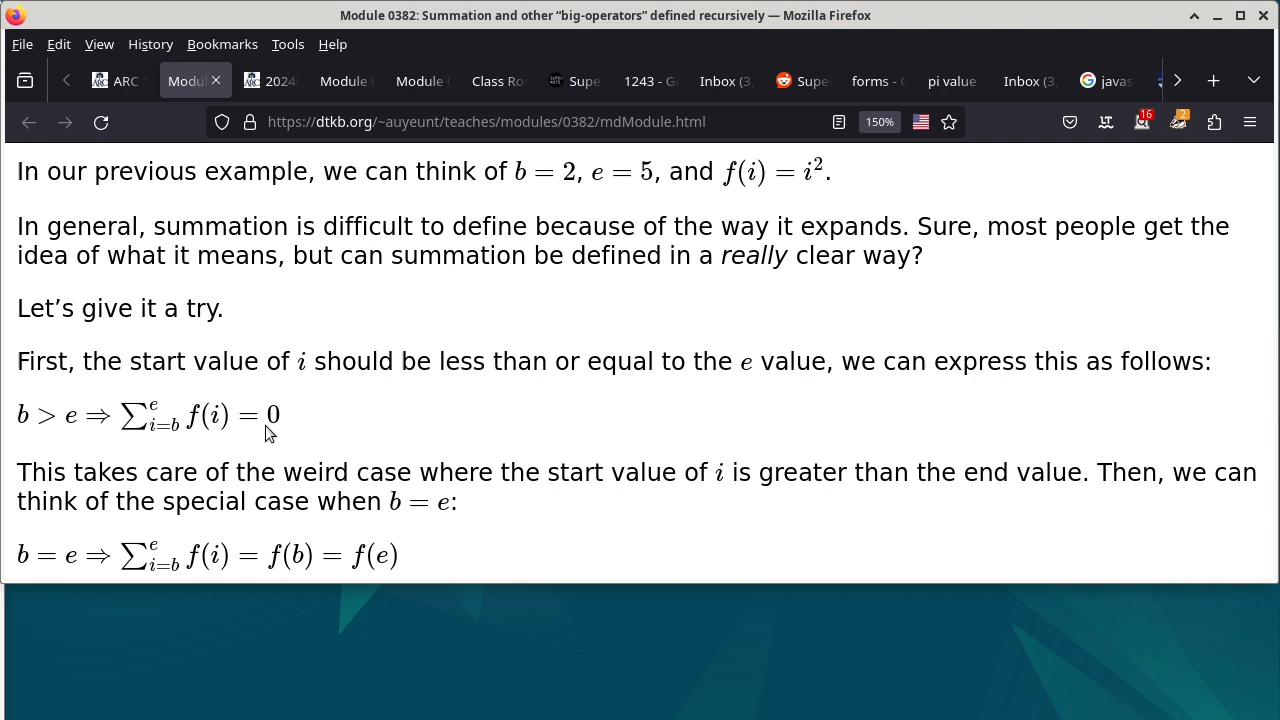 Module 0382: Summation and other “big-operators” defined recursively — Mozilla Firefox
File Edit View History Bookmarks Tools Help
ARC Modul 2024 Module Module Class Ro Supe 1243 - G Inbox (3, Supe forms - pi value Inbox (3, javas
https://dtkb.org/~auyeunt/teaches/modules/0382/mdModule.html 150% 16 2
In our previous example, we can think of b = 2, e = 5, and f(i) = i².
In general, summation is difficult to define because of the way it expands. Sure, most people get the
idea of what it means, but can summation be defined in a really clear way?
Let’s give it a try.
First, the start value of i should be less than or equal to the e value, we can express this as follows:
b > e ⇒ ∑_{i=b}^{e} f(i) = 0
This takes care of the weird case where the start value of i is greater than the end value. Then, we can
think of the special case when b = e:
b = e ⇒ ∑_{i=b}^{e} f(i) = f(b) = f(e)